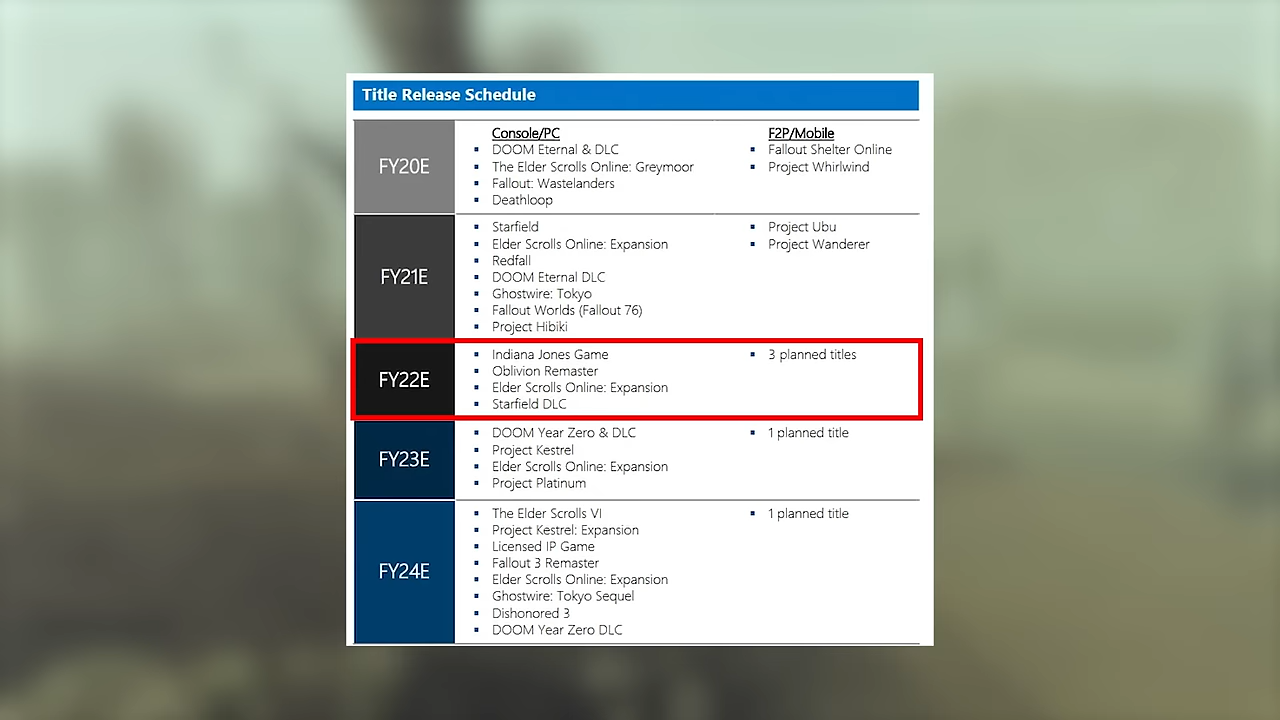 Title Release Schedule
Console/PC
F2P/Mobile
FY20E
DOOM Eternal & DLC
The Elder Scrolls Online: Greymoor
Fallout: Wastelanders
Deathloop
Fallout Shelter Online
Project Whirlwind
FY21E
Starfield
Elder Scrolls Online: Expansion
Redfall
DOOM Eternal DLC
Ghostwire: Tokyo
Fallout Worlds (Fallout 76)
Project Hibiki
Project Ubu
Project Wanderer
FY22E
Indiana Jones Game
Oblivion Remaster
Elder Scrolls Online: Expansion
Starfield DLC
3 planned titles
FY23E
DOOM Year Zero & DLC
Project Kestrel
Elder Scrolls Online: Expansion
Project Platinum
1 planned title
FY24E
The Elder Scrolls VI
Project Kestrel: Expansion
Licensed IP Game
Fallout 3 Remaster
Elder Scrolls Online: Expansion
Ghostwire: Tokyo Sequel
Dishonored 3
DOOM Year Zero DLC
1 planned title